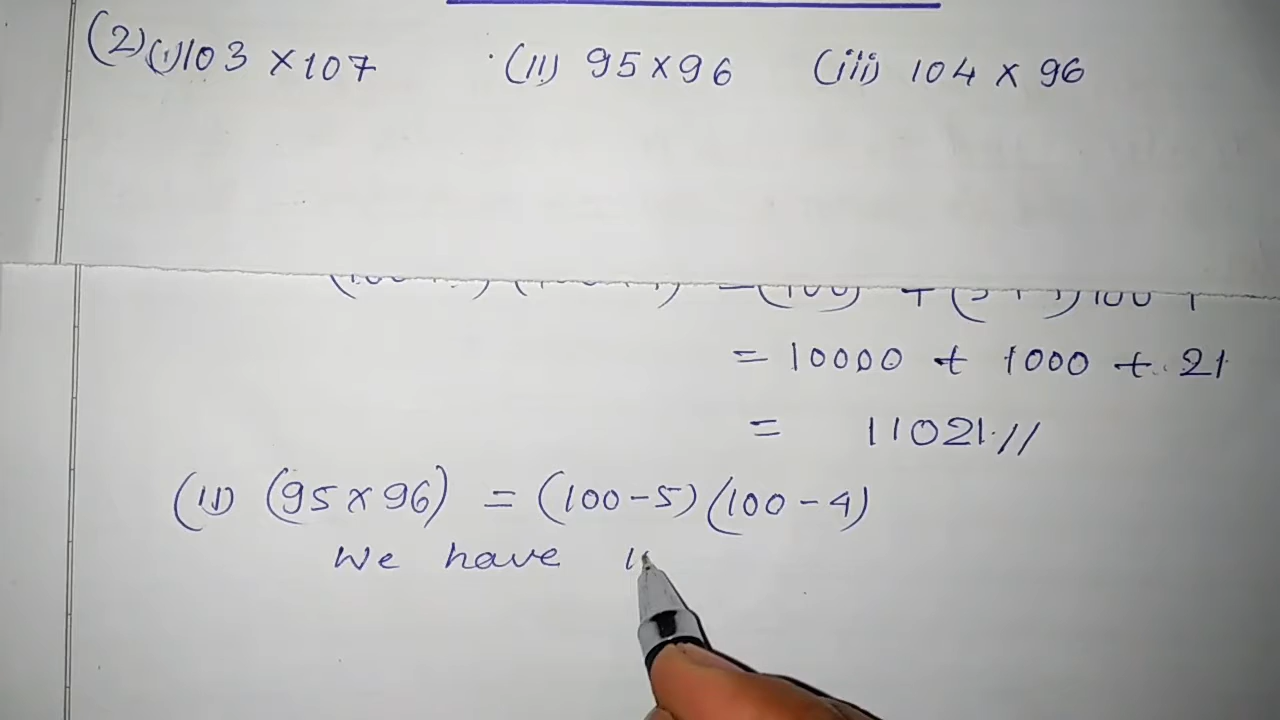 (2) (i) 103 × 107 (ii) 95 × 96 (iii) 104 × 96
= 10000 + 1000 + 21
= 11021 //
(ii) (95 × 96) = (100 - 5) (100 - 4)
We have